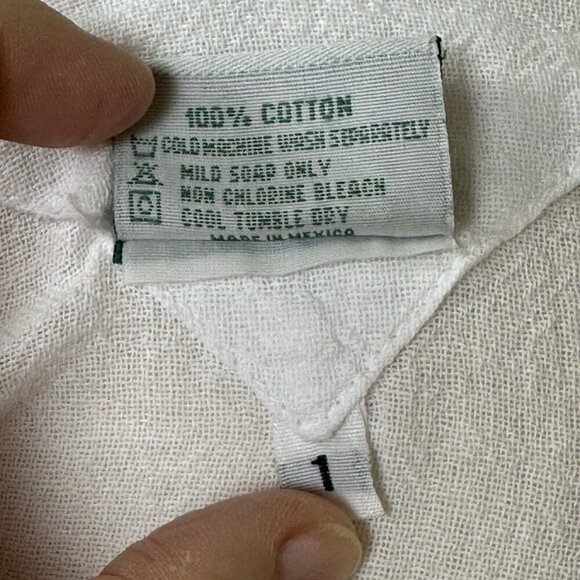 100% COTTON
COLD MACHINE WASH SEPARATELY
MILD SOAP ONLY
NON CHLORINE BLEACH
COOL TUMBLE DRY
MADE IN MEXICO
1